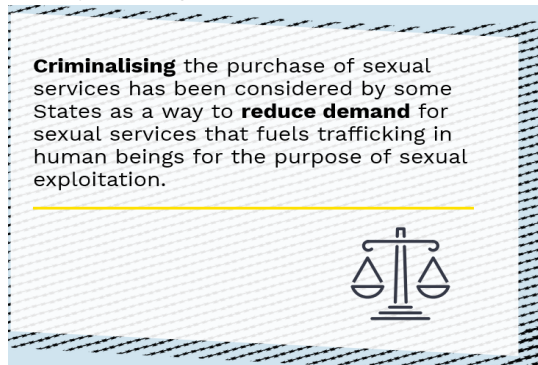 Criminalising the purchase of sexual
services has been considered by some
States as a way to reduce demand for
sexual services that fuels trafficking in
human beings for the purpose of sexual
exploitation.